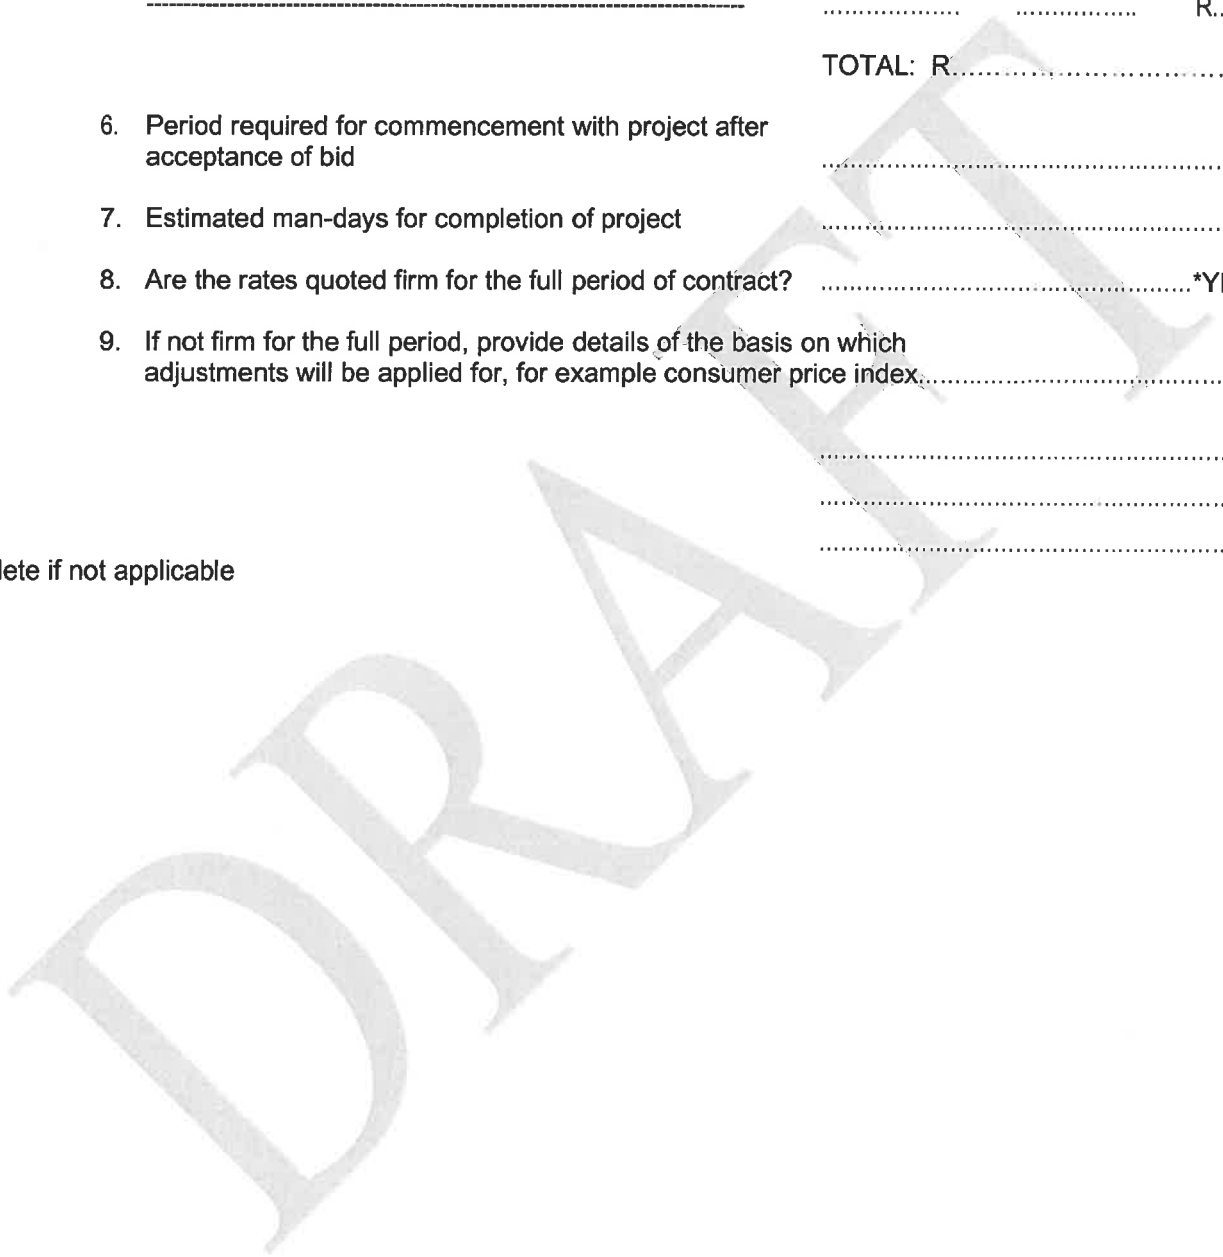 R..
TOTAL: R..............................
6. Period required for commencement with project after
acceptance of bid ..............................
7. Estimated man-days for completion of project ..............................
8. Are the rates quoted firm for the full period of contract? ..............................*Y
9. If not firm for the full period, provide details of the basis on which
adjustments will be applied for, for example consumer price index..............................
..............................
..............................
..............................
lete if not applicable
DRAFT